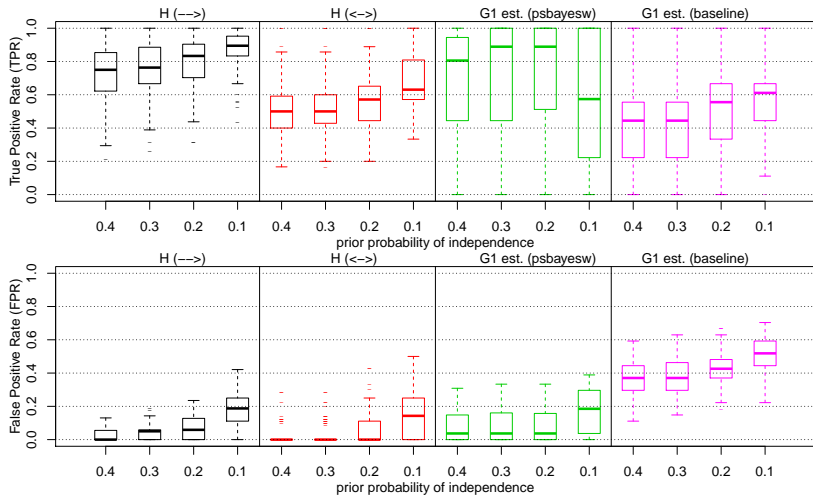 H (−−>) H (<−>) G1 est. (psbayesw) G1 est. (baseline)
True Positive Rate (TPR)
1.0
0.8
0.6
0.4
0.2
0.0
0.4 0.3 0.2 0.1 0.4 0.3 0.2 0.1 0.4 0.3 0.2 0.1 0.4 0.3 0.2 0.1
prior probability of independence
H (−−>) H (<−>) G1 est. (psbayesw) G1 est. (baseline)
False Positive Rate (FPR)
1.0
0.8
0.6
0.4
0.2
0.0
0.4 0.3 0.2 0.1 0.4 0.3 0.2 0.1 0.4 0.3 0.2 0.1 0.4 0.3 0.2 0.1
prior probability of independence